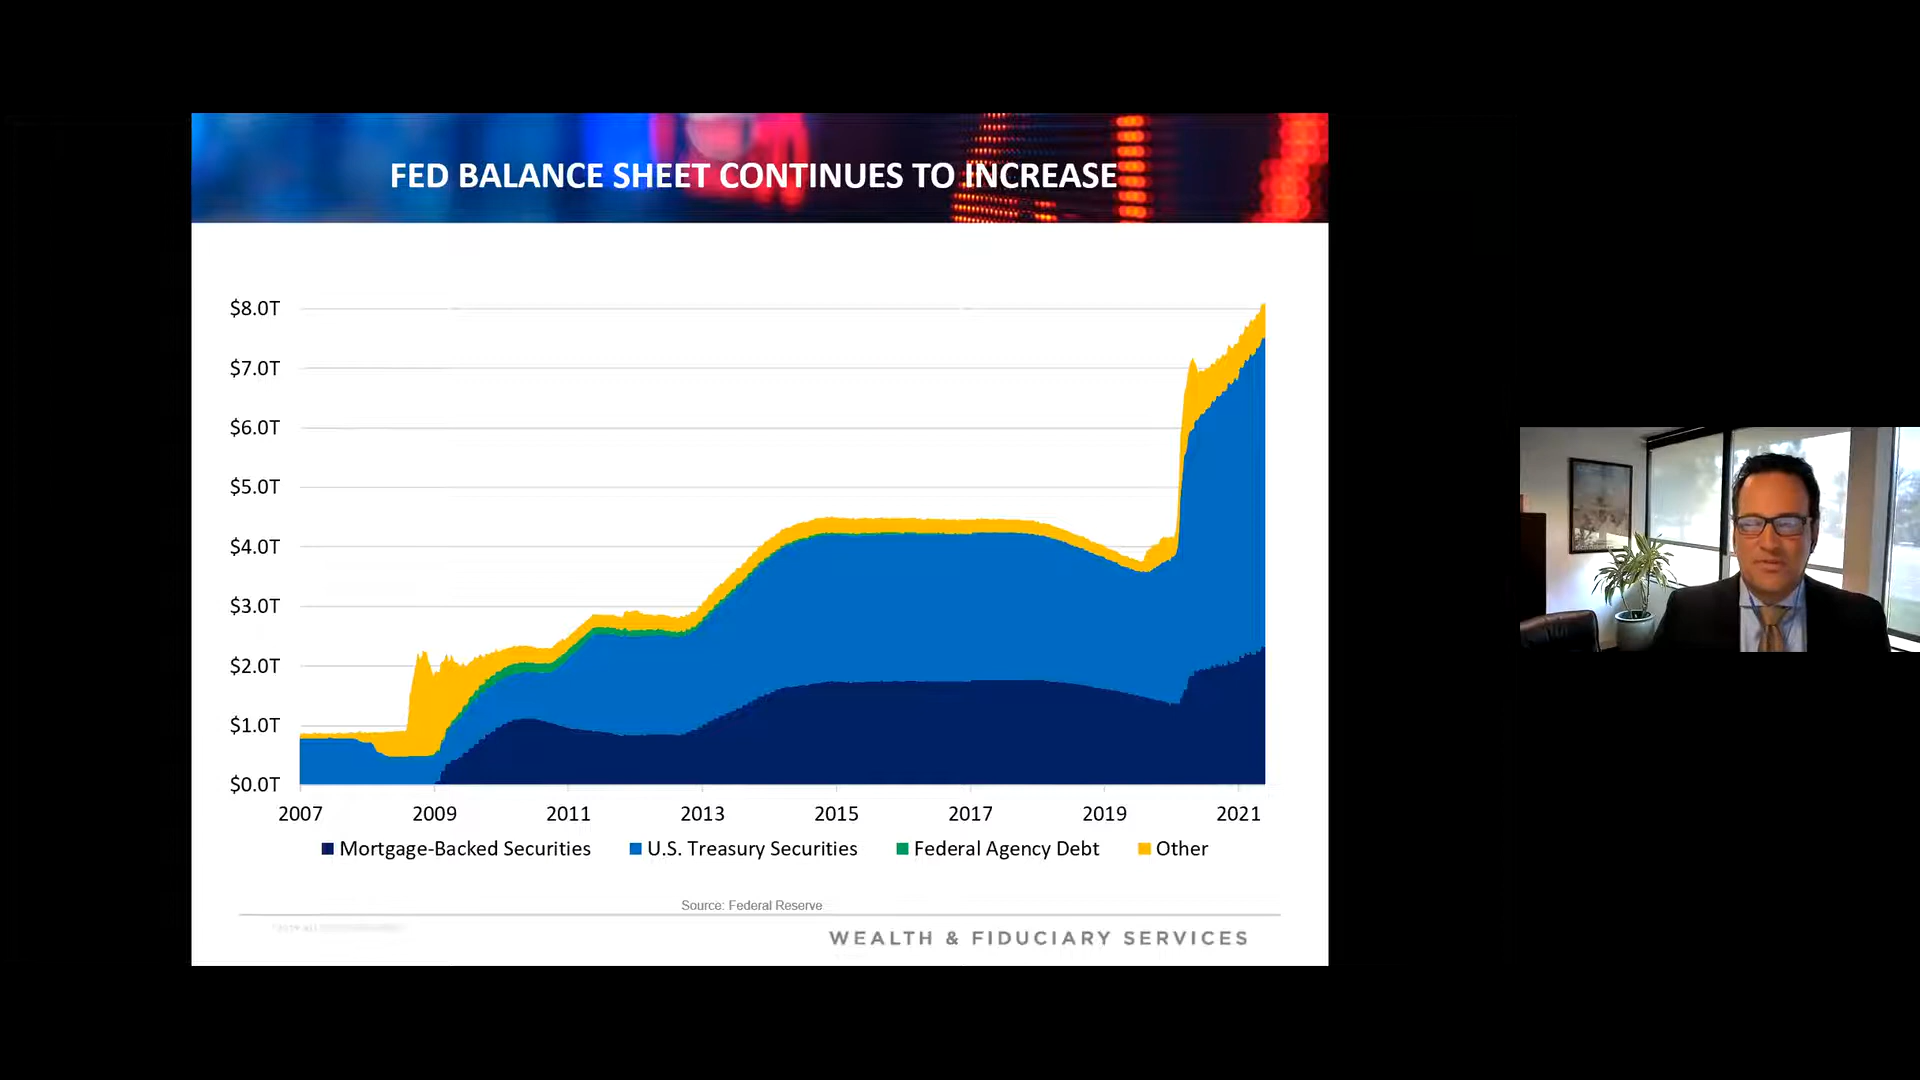 FED BALANCE SHEET CONTINUES TO INCREASE
$8.0T
$7.0T
$6.0T
$5.0T
$4.0T
$3.0T
$2.0T
$1.0T
$0.0T
2007 2009 2011 2013 2015 2017 2019 2021
Mortgage-Backed Securities U.S. Treasury Securities Federal Agency Debt Other
Source: Federal Reserve
WEALTH & FIDUCIARY SERVICES